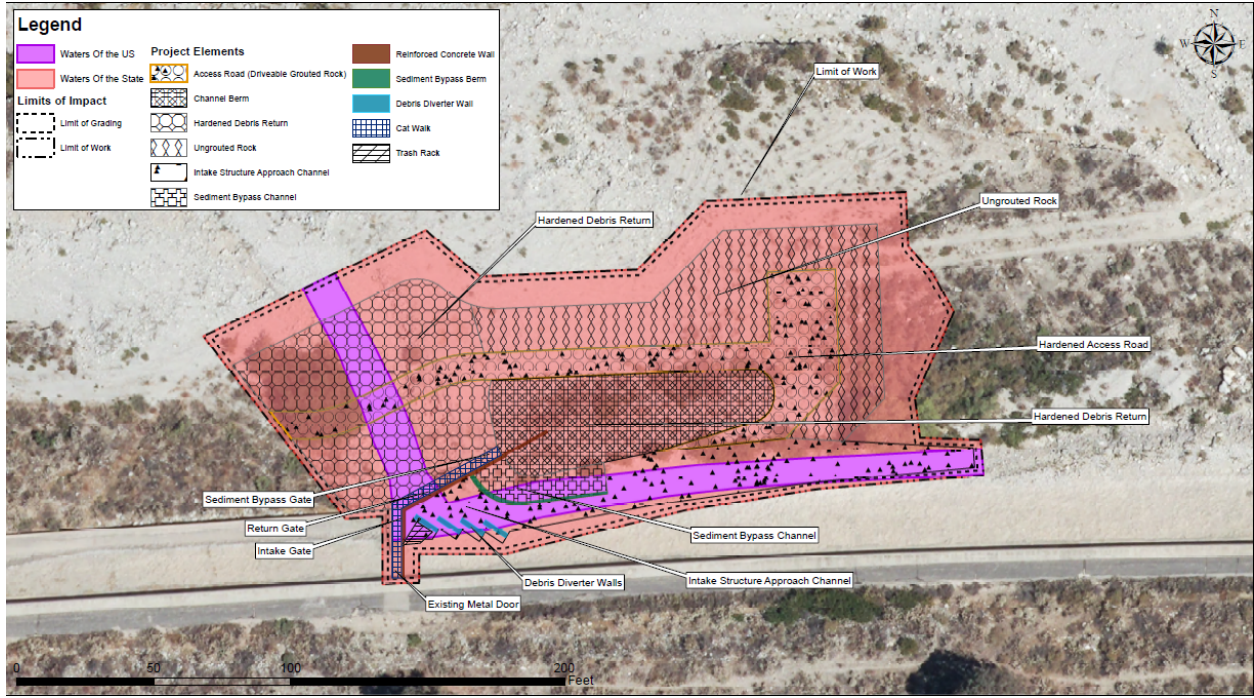 Legend
Waters Of the US
Waters Of the State
Limits of Impact
Limit of Grading
Limit of Work
Project Elements
Access Road (Driveable Grouted Rock)
Channel Berm
Hardened Debris Return
Ungrouted Rock
Intake Structure Approach Channel
Sediment Bypass Channel
Reinforced Concrete Wall
Sediment Bypass Berm
Debris Diverter Wall
Cat Walk
Trash Rack
N
W E
S
Limit of Work
Ungrouted Rock
Hardened Debris Return
Hardened Access Road
Hardened Debris Return
Sediment Bypass Gate
Return Gate
Intake Gate
Sediment Bypass Channel
Debris Diverter Walls
Intake Structure Approach Channel
Existing Metal Door
0 50 100 200
Feet